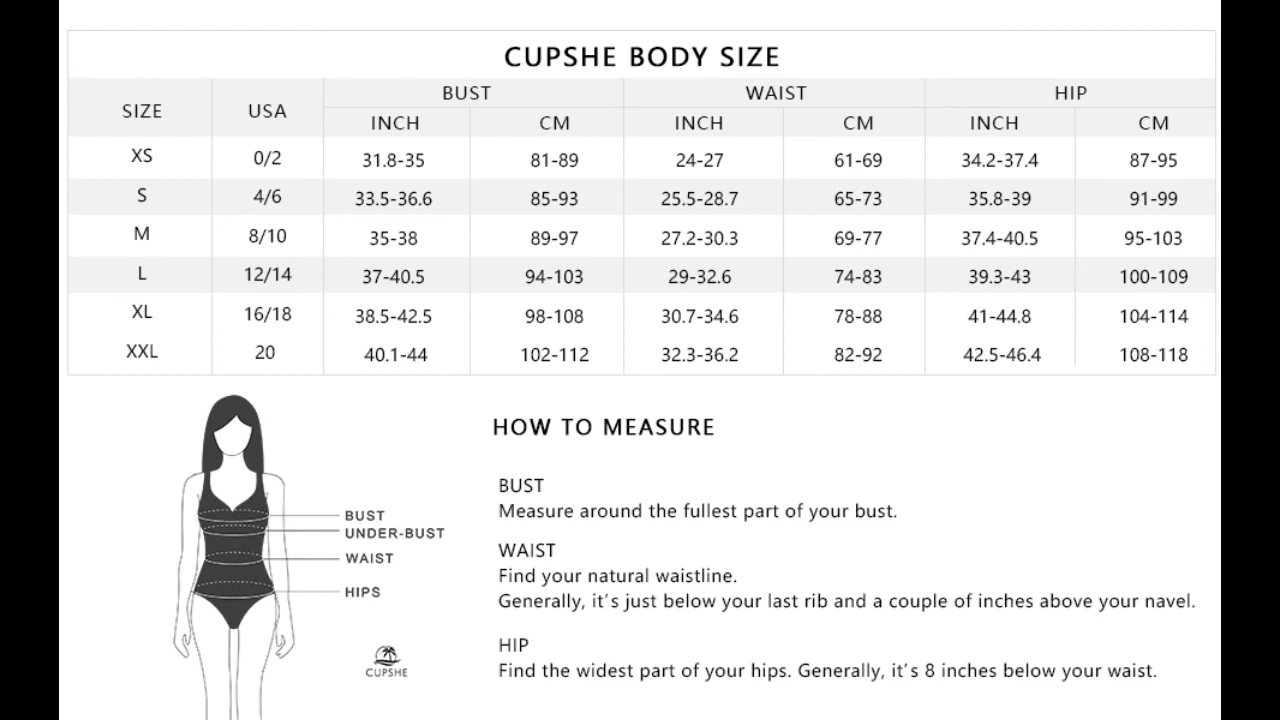 CUPSHE BODY SIZE
SIZE USA BUST WAIST HIP
INCH CM INCH CM INCH CM
XS 0/2 31.8-35 81-89 24-27 61-69 34.2-37.4 87-95
S 4/6 33.5-36.6 85-93 25.5-28.7 65-73 35.8-39 91-99
M 8/10 35-38 89-97 27.2-30.3 69-77 37.4-40.5 95-103
L 12/14 37-40.5 94-103 29-32.6 74-83 39.3-43 100-109
XL 16/18 38.5-42.5 98-108 30.7-34.6 78-88 41-44.8 104-114
XXL 20 40.1-44 102-112 32.3-36.2 82-92 42.5-46.4 108-118
BUST
UNDER-BUST
WAIST
HIPS
CUPSHE
HOW TO MEASURE
BUST
Measure around the fullest part of your bust.
WAIST
Find your natural waistline.
Generally, it's just below your last rib and a couple of inches above your navel.
HIP
Find the widest part of your hips. Generally, it's 8 inches below your waist.